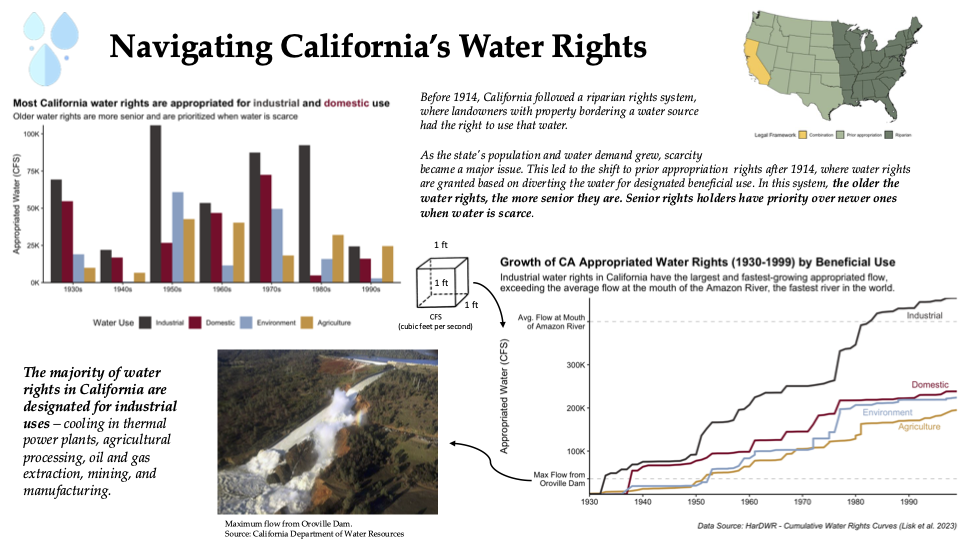 Navigating California's Water Rights
Most California water rights are appropriated for industrial and domestic use
Older water rights are more senior and are prioritized when water is scarce
Appropriated Water (CFS)
100K
75K
50K
25K
0K
1930s
1940s
1950s
1960s
1970s
1980s
1990s
Water Use
Industrial
Domestic
Environment
Agriculture
Before 1914, California followed a riparian rights system,
where landowners with property bordering a water source
had the right to use that water.
As the state's population and water demand grew, scarcity
became a major issue. This led to the shift to prior appropriation rights after 1914, where water rights
are granted based on diverting the water for designated beneficial use. In this system, the older the
water rights, the more senior they are. Senior rights holders have priority over newer ones
when water is scarce.
Legal Framework
Combination
Prior appropriation
Riparian
1 ft
1 ft
1 ft
CFS
(cubic feet per second)
Growth of CA Appropriated Water Rights (1930-1999) by Beneficial Use
Industrial water rights in California have the largest and fastest-growing appropriated flow,
exceeding the average flow at the mouth of the Amazon River, the fastest river in the world.
Appropriated Water (CFS)
Avg. Flow at Mouth
of Amazon River
300K
200K
100K
Max Flow from
Oroville Dam
Industrial
Domestic
Environment
Agriculture
1930
1940
1950
1960
1970
1980
1990
Data Source: HarDWR - Cumulative Water Rights Curves (Lisk et al. 2023)
The majority of water
rights in California are
designated for industrial
uses – cooling in thermal
power plants, agricultural
processing, oil and gas
extraction, mining, and
manufacturing.
Maximum flow from Oroville Dam.
Source: California Department of Water Resources